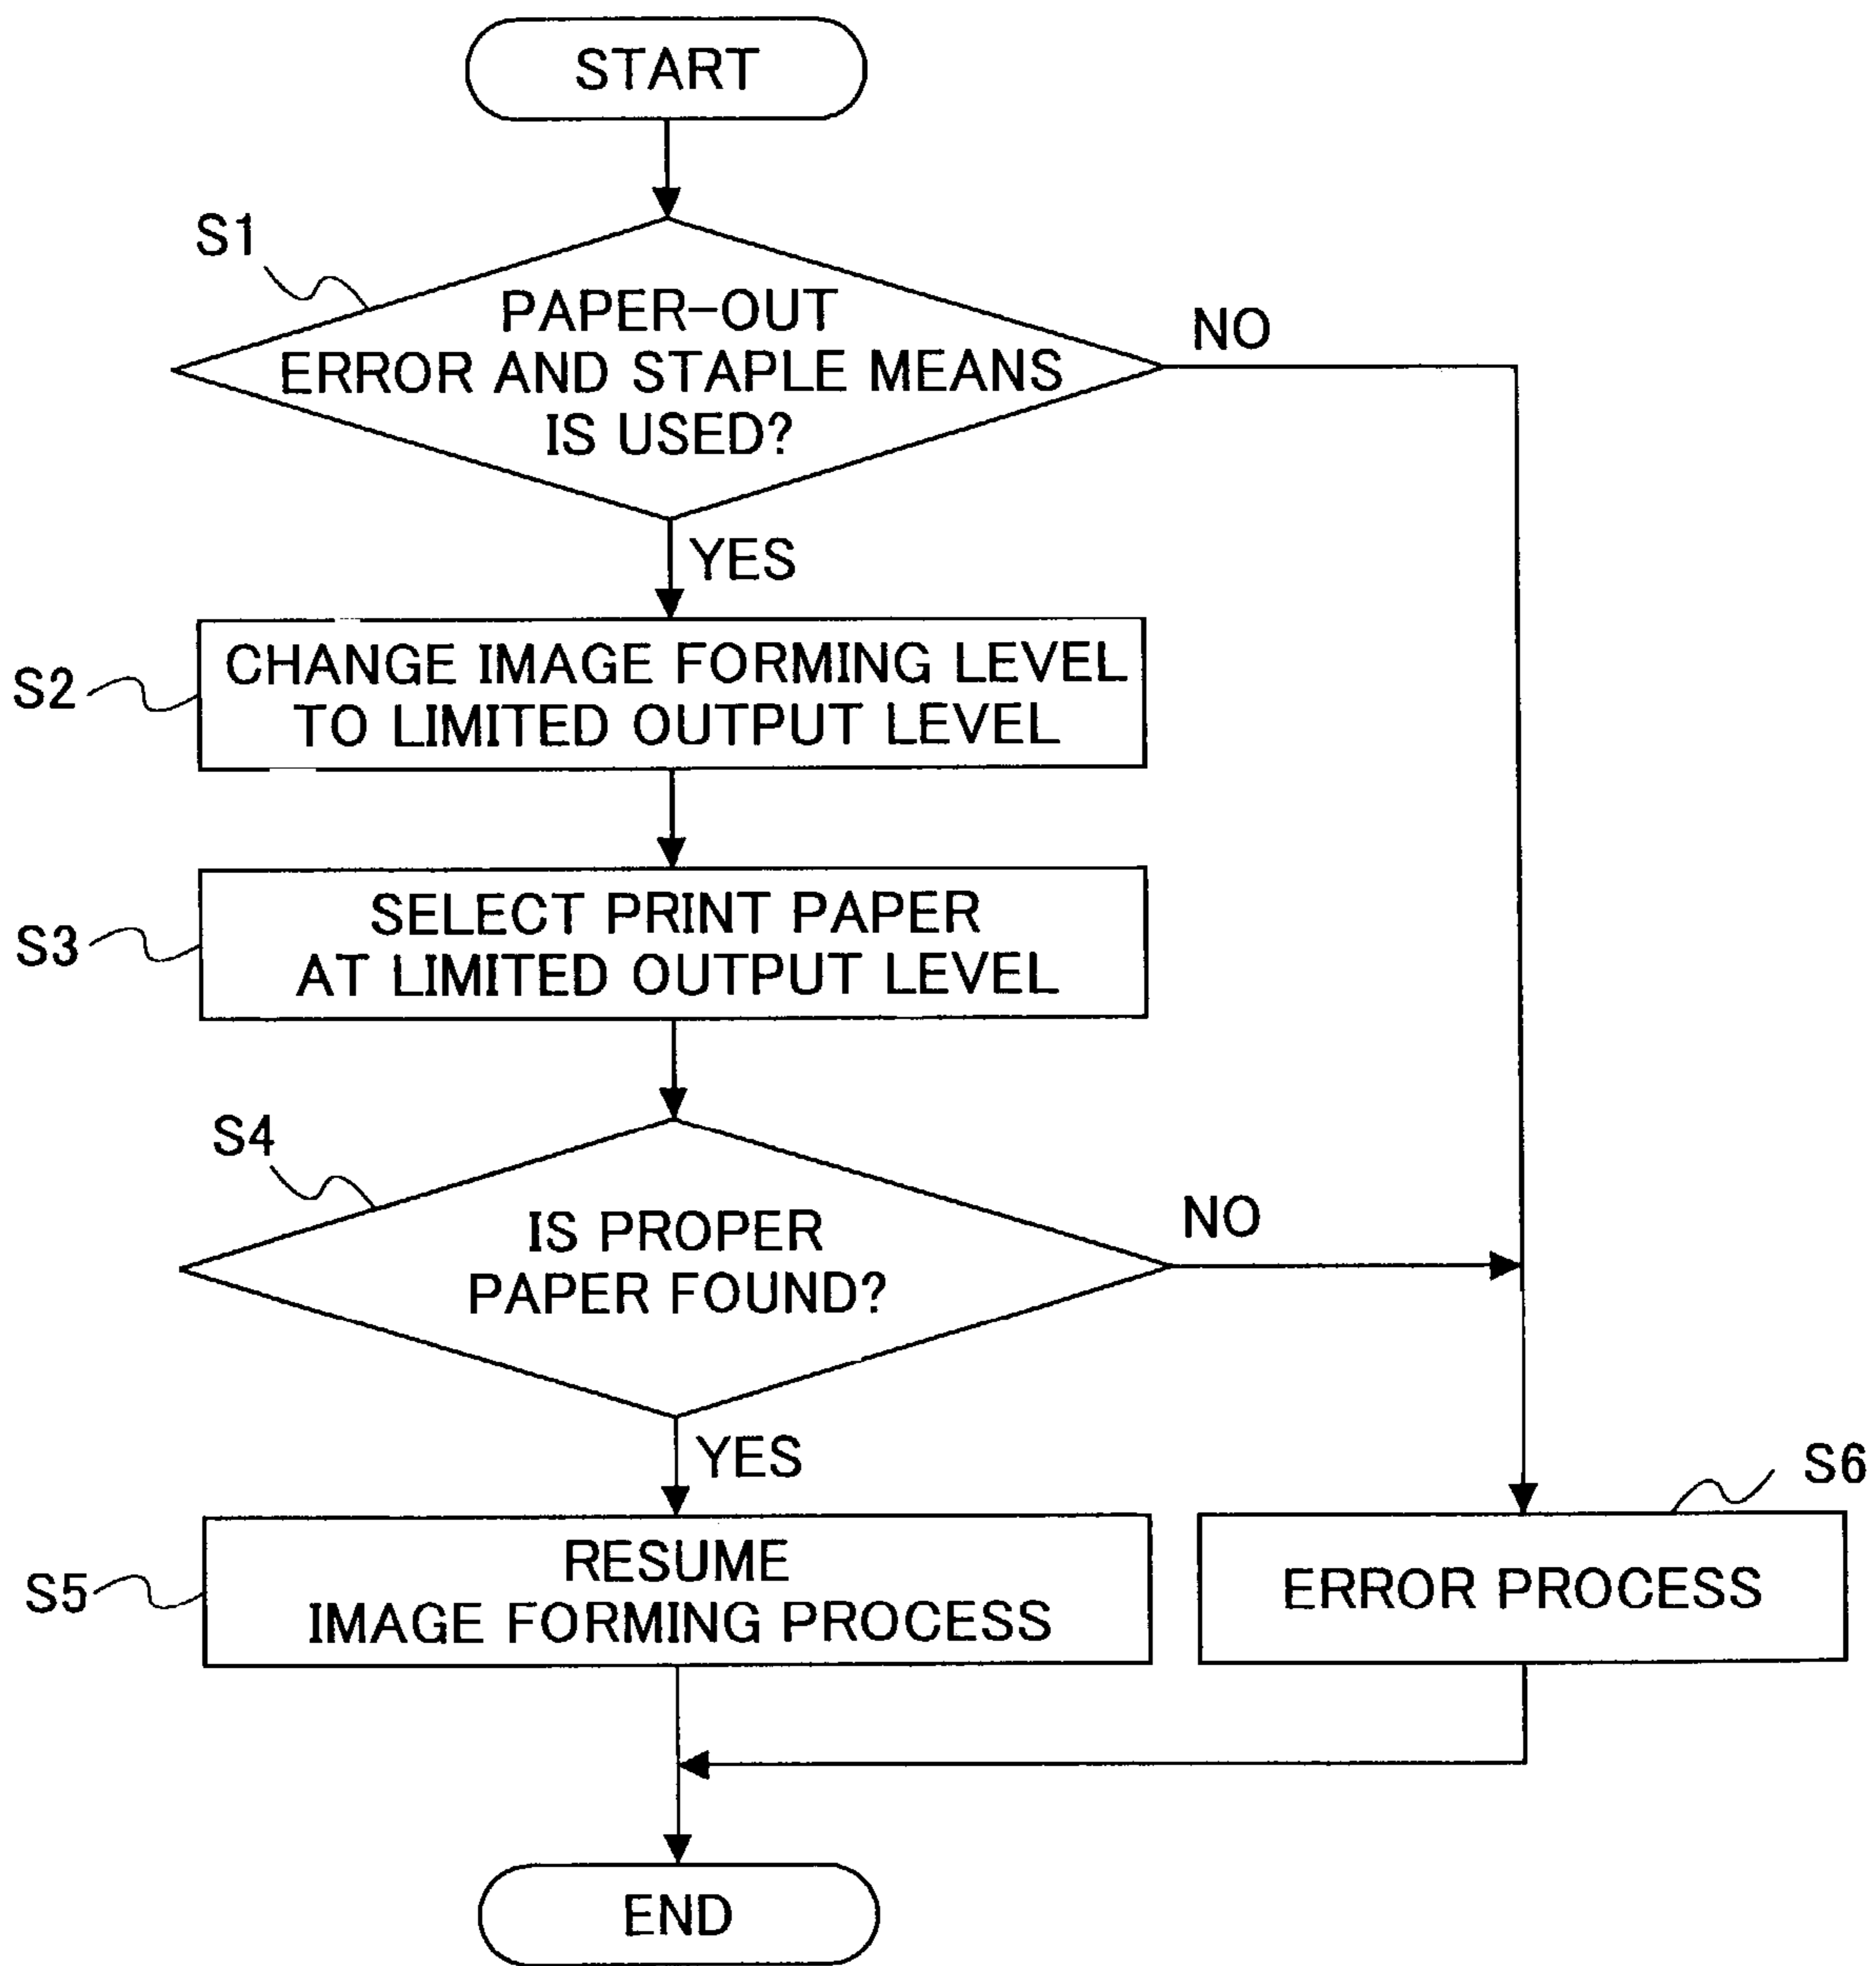 START
S1
PAPER-OUT
ERROR AND STAPLE MEANS
IS USED?
NO
YES
S2
CHANGE IMAGE FORMING LEVEL
TO LIMITED OUTPUT LEVEL
S3
SELECT PRINT PAPER
AT LIMITED OUTPUT LEVEL
S4
IS PROPER
PAPER FOUND?
NO
YES
S5
RESUME
IMAGE FORMING PROCESS
S6
ERROR PROCESS
END